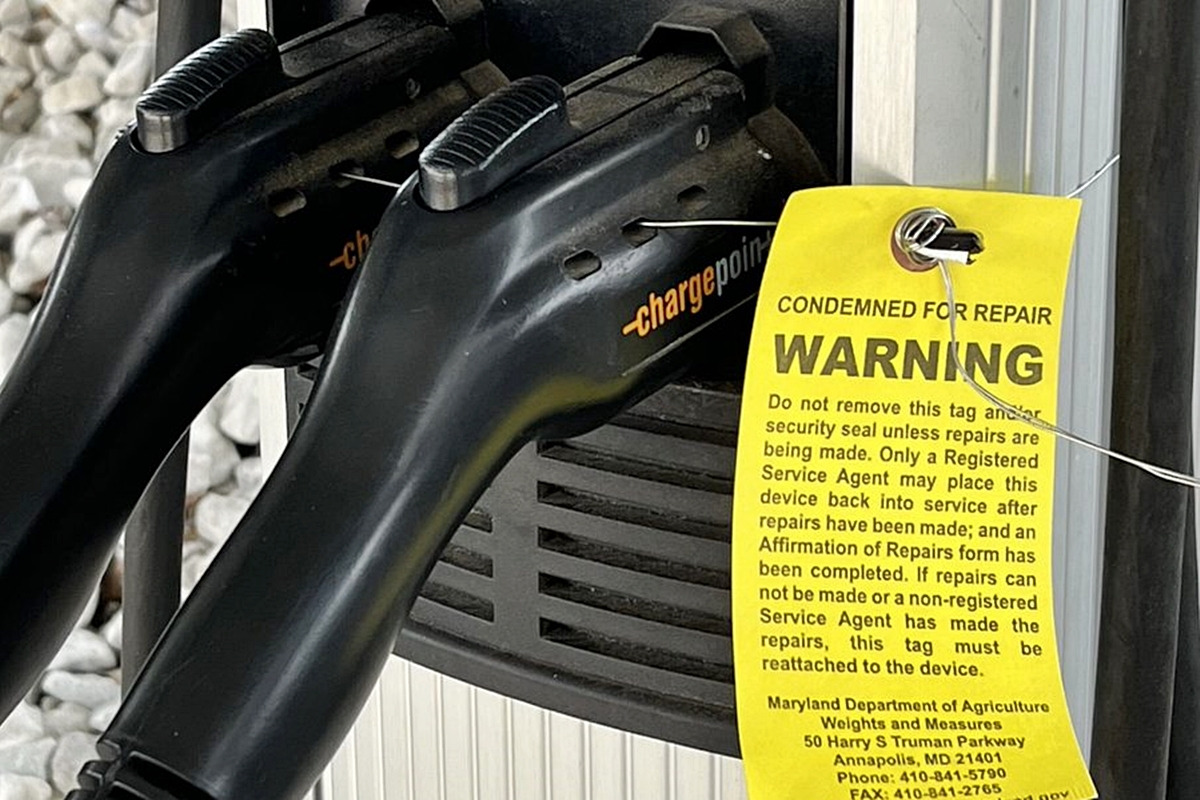 ch
chargepoint
CONDEMNED FOR REPAIR
WARNING
Do not remove this tag and/or
security seal unless repairs are
being made. Only a Registered
Service Agent may place this
device back into service after
repairs have been made; and an
Affirmation of Repairs form has
been completed. If repairs can
not be made or a non-registered
Service Agent has made the
repairs, this tag must be
reattached to the device.
Maryland Department of Agriculture
Weights and Measures
50 Harry S Truman Parkway
Annapolis, MD 21401
Phone: 410-841-5790
FAX: 410-841-2765